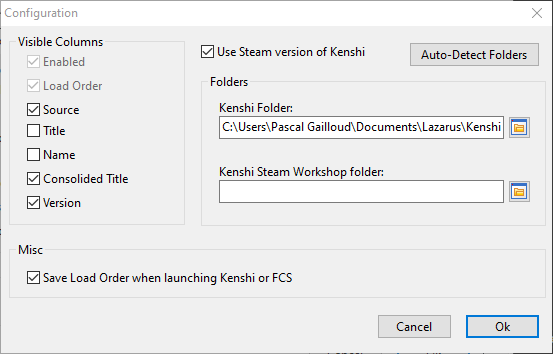 Configuration
Visible Columns
Enabled
Load Order
Source
Title
Name
Consolided Title
Version
Use Steam version of Kenshi
Auto-Detect Folders
Folders
Kenshi Folder:
C:\Users\Pascal Gailloud\Documents\Lazarus\Kenshi
Kenshi Steam Workshop folder:
Misc
Save Load Order when launching Kenshi or FCS
Cancel
Ok